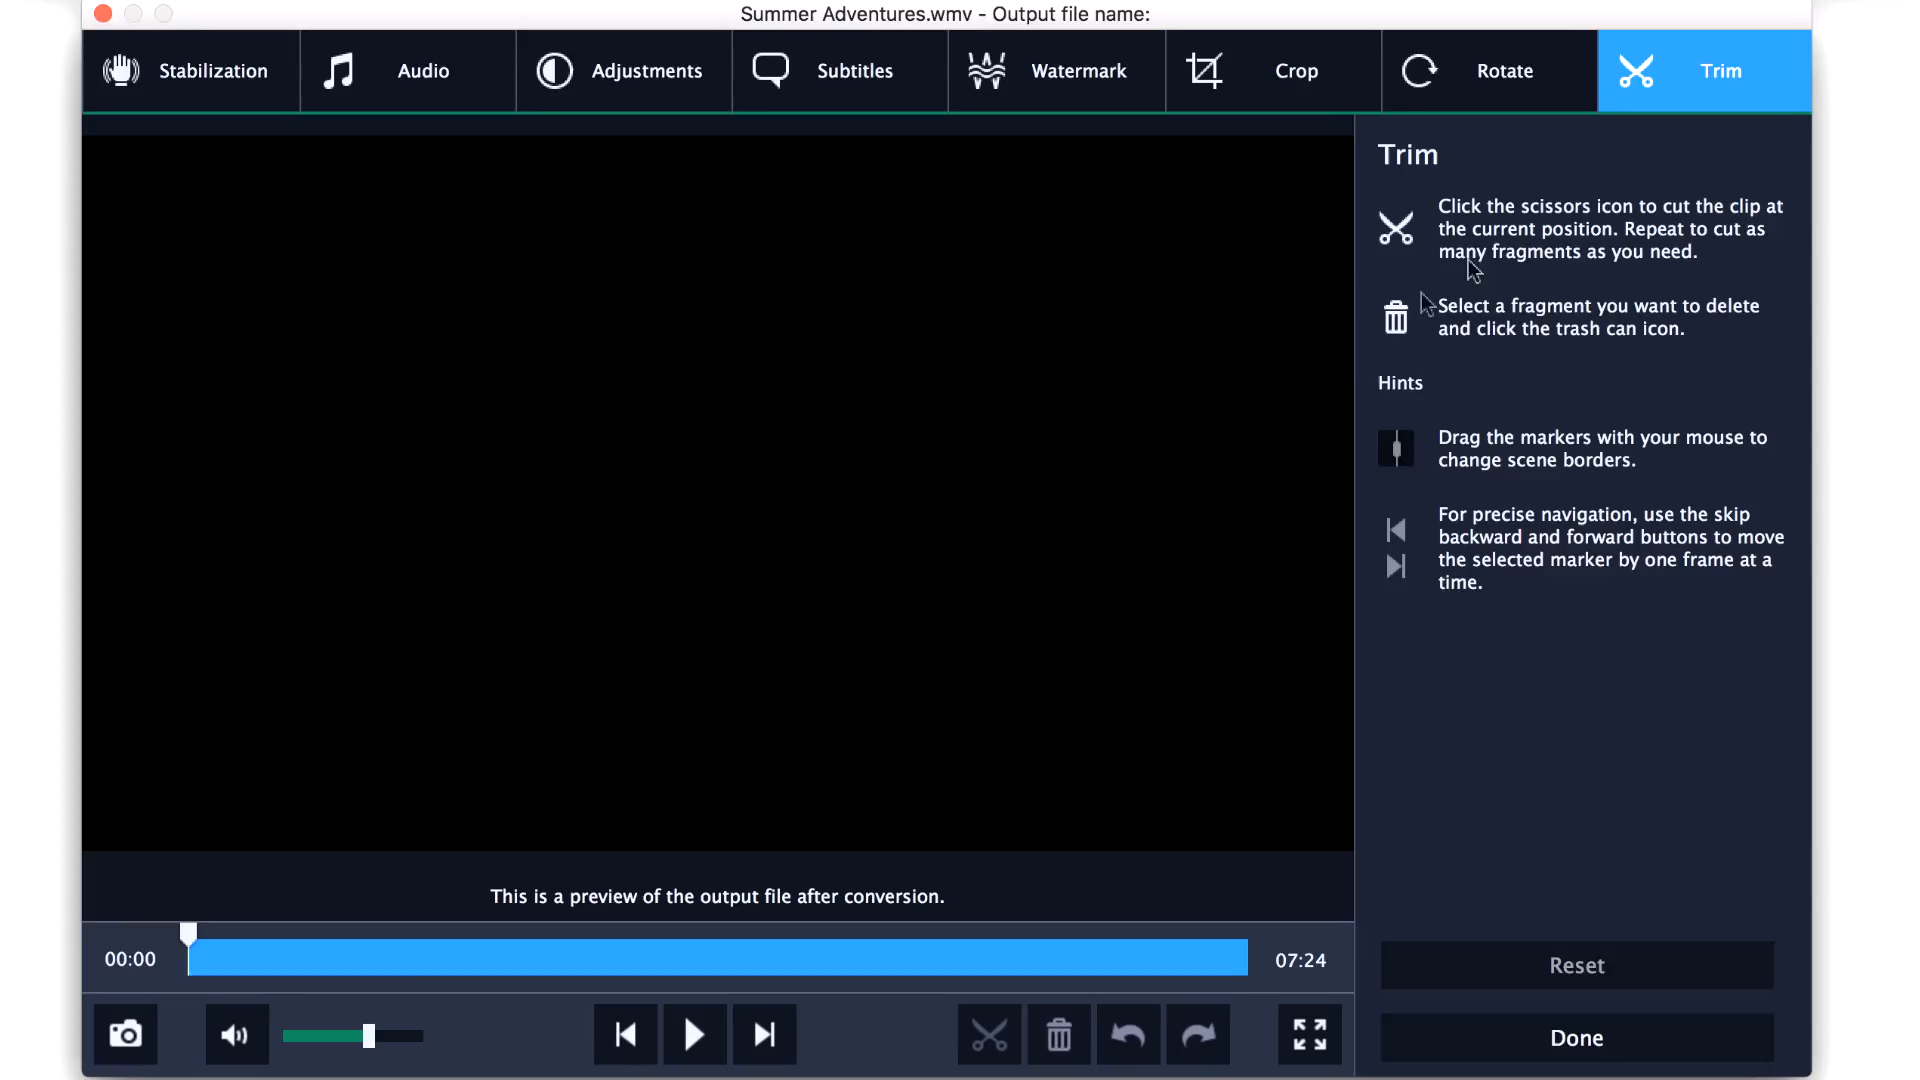 Summer Adventures.wmv - Output file name:
Stabilization
Audio
Adjustments
Subtitles
Watermark
Crop
Rotate
Trim
Trim
Click the scissors icon to cut the clip at
the current position. Repeat to cut as
many fragments as you need.
Select a fragment you want to delete
and click the trash can icon.
Hints
Drag the markers with your mouse to
change scene borders.
For precise navigation, use the skip
backward and forward buttons to move
the selected marker by one frame at a
time.
This is a preview of the output file after conversion.
00:00
07:24
Reset
Done